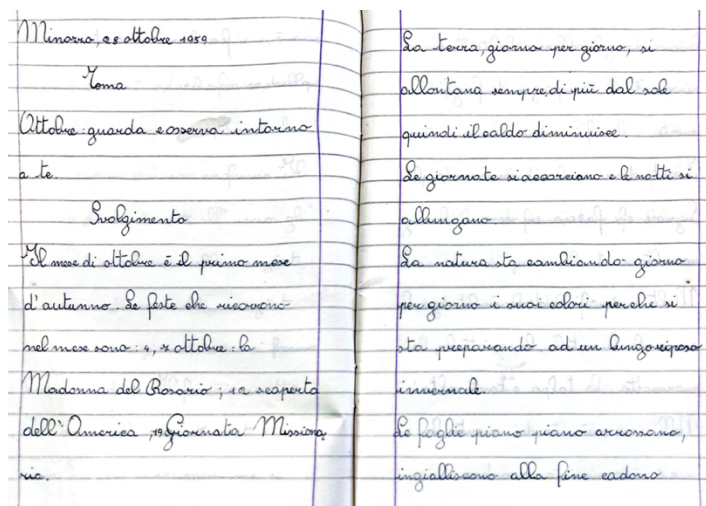 Minorra, 28 ottobre 1959
Tema
Ottobre: guarda e osserva intorno
a te.
Svolgimento
Il mese di ottobre è il primo mese
d'autunno. Le feste che ricorrono
nel mese sono: 4, 7 ottobre: la
Madonna del Rosario; 12 scoperta
dell'America, 19 Giornata Missiona
ria.
La terra, giorno per giorno, si
allontana sempre, di più dal sole
quindi il caldo diminuisce.
Le giornate si accorciano e le notti si
allungano.
La natura sta cambiando giorno
per giorno i suoi colori perchè si
sta preparando ad un lungo riposo
invernale.
Le foglie piano piano arrossano,
ingialliscono alla fine cadono